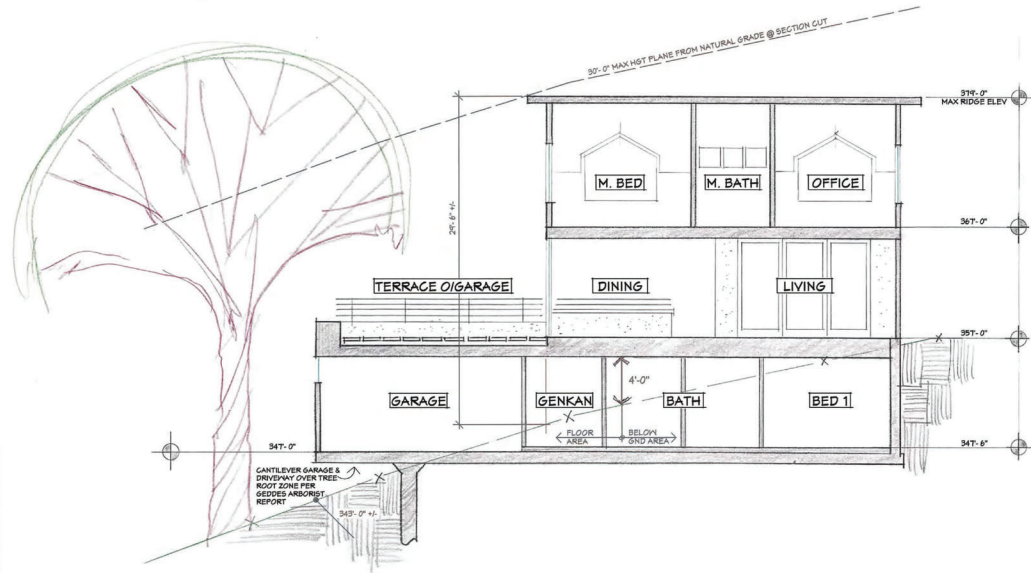 30'- 0" MAX HGT PLANE FROM NATURAL GRADE @ SECTION CUT
379'- 0"
MAX RIDGE ELEV
M. BED
M. BATH
OFFICE
29'- 6" +/-
367'- 0"
TERRACE O/GARAGE
DINING
LIVING
357'- 0"
4'-0"
GARAGE
GENKAN
BATH
BED 1
FLOOR
AREA
BELOW
GND AREA
347'- 0"
347'- 6"
CANTILEVER GARAGE &
DRIVEWAY OVER TREE
ROOT ZONE PER
GEDDES ARBORIST
REPORT
343'- 0" +/-